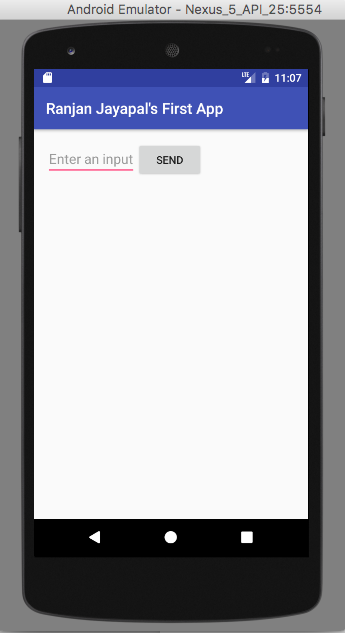 Android Emulator - Nexus_5_API_25:5554
LTE 11:07
Ranjan Jayapal's First App
Enter an input SEND